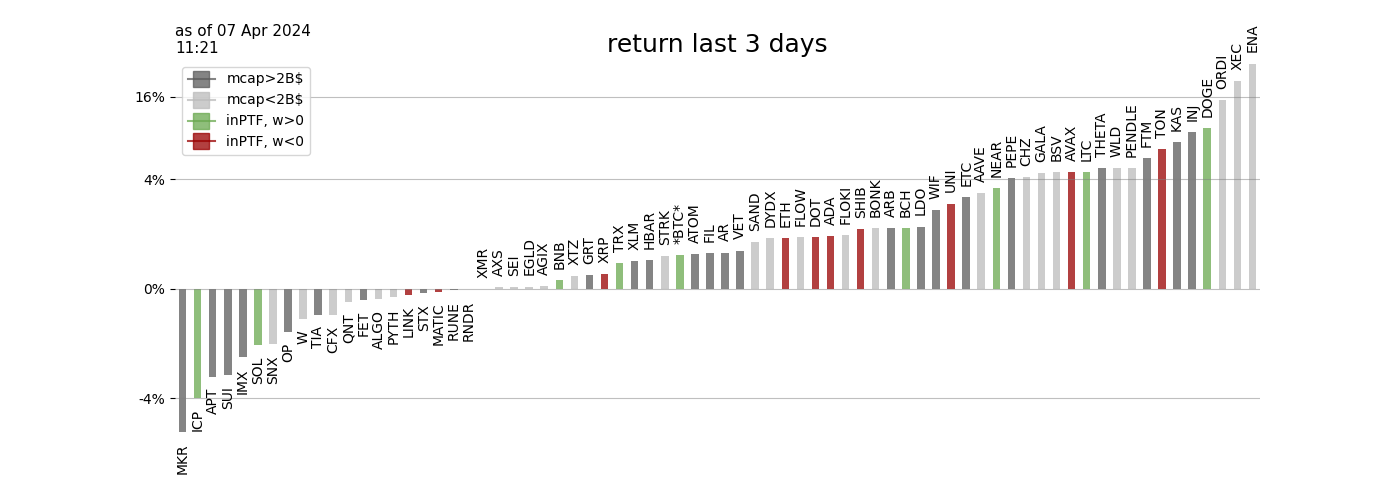 as of 07 Apr 2024
11:21
return last 3 days
mcap>2B$
mcap<2B$
inPTF, w>0
inPTF, w<0
16%
4%
0%
-4%
MKR
ICP
APT
SUI
IMX
SOL
SNX
OP
W
TIA
CFX
QNT
FET
ALGO
PYTH
LINK
STX
MATIC
RUNE
RNDR
XMR
AXS
SEI
EGLD
AGIX
BNB
XTZ
GRT
XRP
TRX
XLM
HBAR
STRK
*BTC*
ATOM
FIL
AR
VET
SAND
DYDX
ETH
FLOW
DOT
ADA
FLOKI
SHIB
BONK
ARB
BCH
LDO
WIF
UNI
ETC
AAVE
NEAR
PEPE
CHZ
GALA
BSV
AVAX
LTC
THETA
WLD
PENDLE
FTM
TON
KAS
INJ
DOGE
ORDI
XEC
ENA